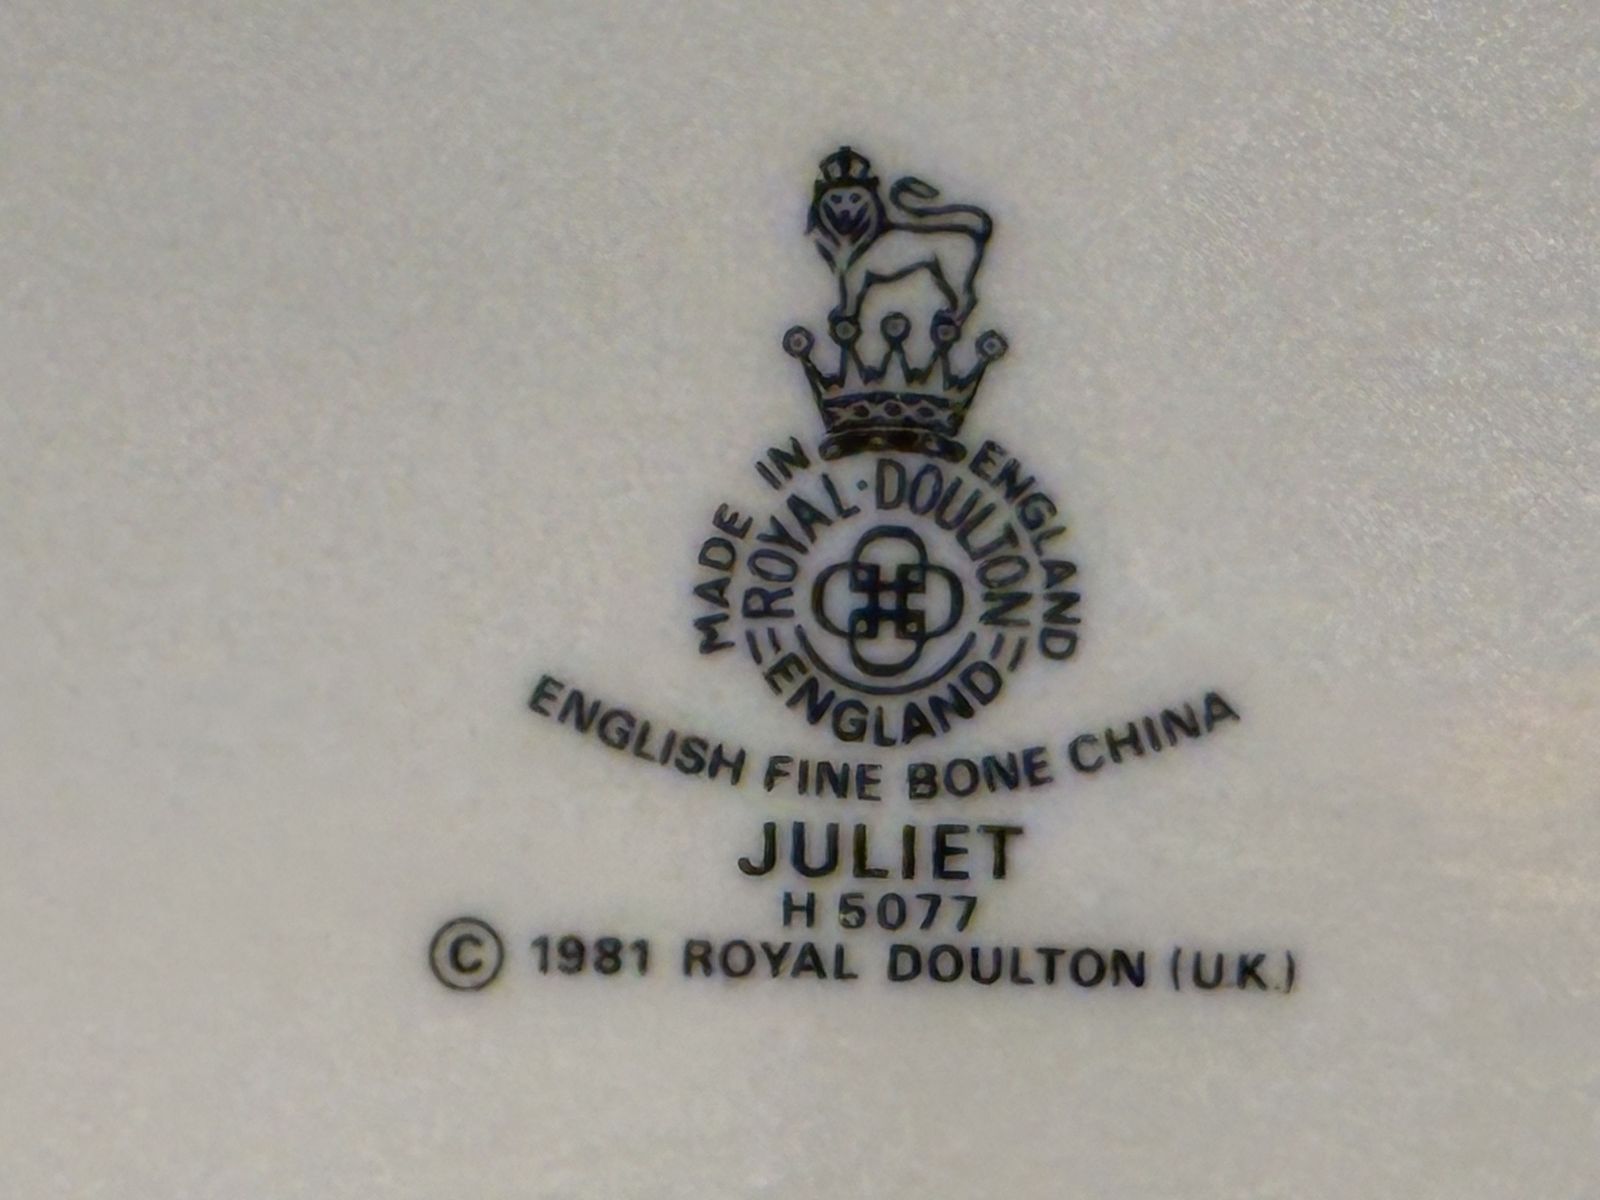 MADE IN ENGLAND
ROYAL·DOULTON
ENGLAND
ENGLISH FINE BONE CHINA
JULIET
H 5077
© 1981 ROYAL DOULTON (U.K.)